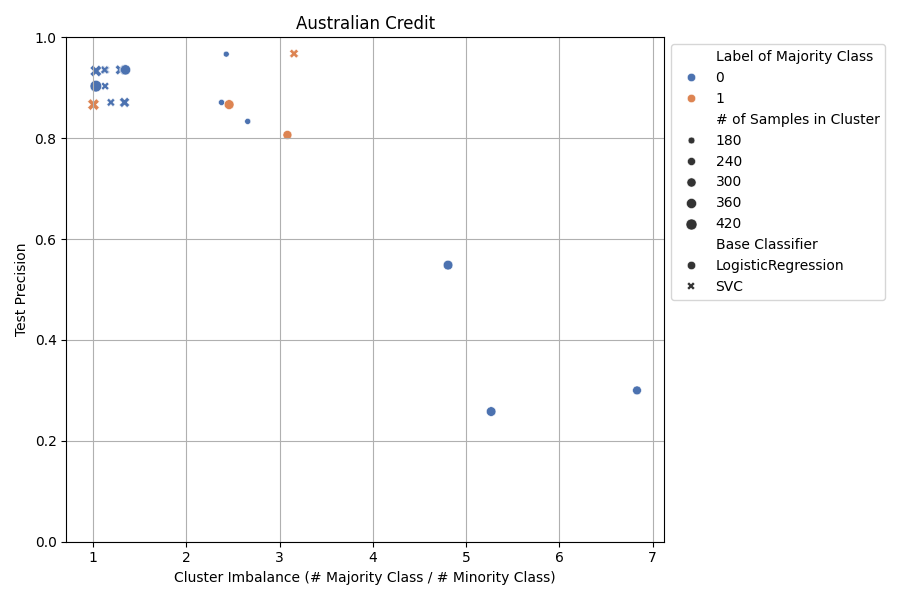 Australian Credit
Test Precision
1.0
0.8
0.6
0.4
0.2
0.0
1 2 3 4 5 6 7
Cluster Imbalance (# Majority Class / # Minority Class)
Label of Majority Class
0
1
# of Samples in Cluster
180
240
300
360
420
Base Classifier
LogisticRegression
SVC